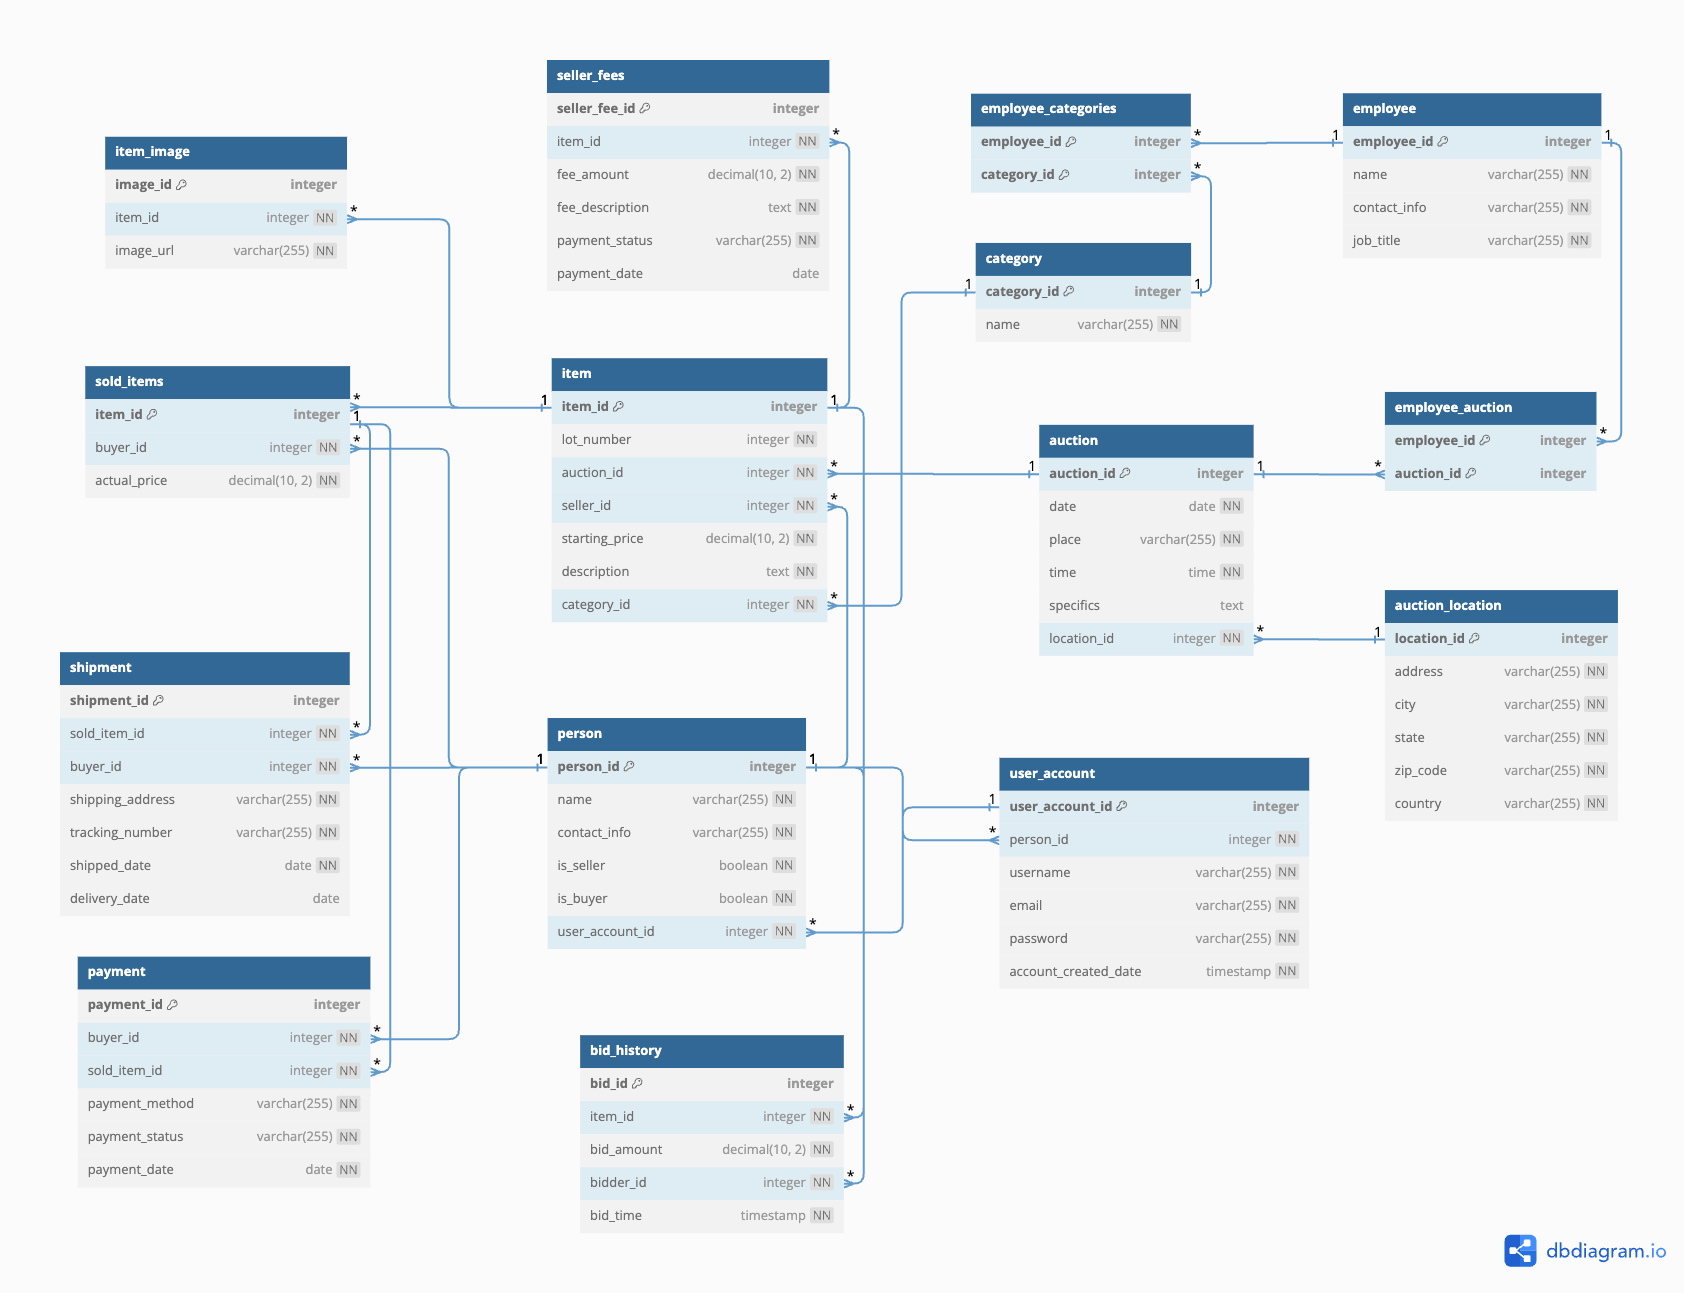 seller_fees
seller_fee_id integer
item_id integer NN
fee_amount decimal(10, 2) NN
fee_description text NN
payment_status varchar(255) NN
payment_date date
employee_categories
employee_id integer
category_id integer
employee
employee_id integer
name varchar(255) NN
contact_info varchar(255) NN
job_title varchar(255) NN
item_image
image_id integer
item_id integer NN
image_url varchar(255) NN
category
category_id integer
name varchar(255) NN
sold_items
item_id integer
buyer_id integer NN
actual_price decimal(10, 2) NN
item
item_id integer
lot_number integer NN
auction_id integer NN
seller_id integer NN
starting_price decimal(10, 2) NN
description text NN
category_id integer NN
auction
auction_id integer
date date NN
place varchar(255) NN
time time NN
specifics text
location_id integer NN
employee_auction
employee_id integer
auction_id integer
auction_location
location_id integer
address varchar(255) NN
city varchar(255) NN
state varchar(255) NN
zip_code varchar(255) NN
country varchar(255) NN
shipment
shipment_id integer
sold_item_id integer NN
buyer_id integer NN
shipping_address varchar(255) NN
tracking_number varchar(255) NN
shipped_date date NN
delivery_date date
person
person_id integer
name varchar(255) NN
contact_info varchar(255) NN
is_seller boolean NN
is_buyer boolean NN
user_account_id integer NN
user_account
user_account_id integer
person_id integer NN
username varchar(255) NN
email varchar(255) NN
password varchar(255) NN
account_created_date timestamp NN
payment
payment_id integer
buyer_id integer NN
sold_item_id integer NN
payment_method varchar(255) NN
payment_status varchar(255) NN
payment_date date NN
bid_history
bid_id integer
item_id integer NN
bid_amount decimal(10, 2) NN
bidder_id integer NN
bid_time timestamp NN
dbdiagram.io